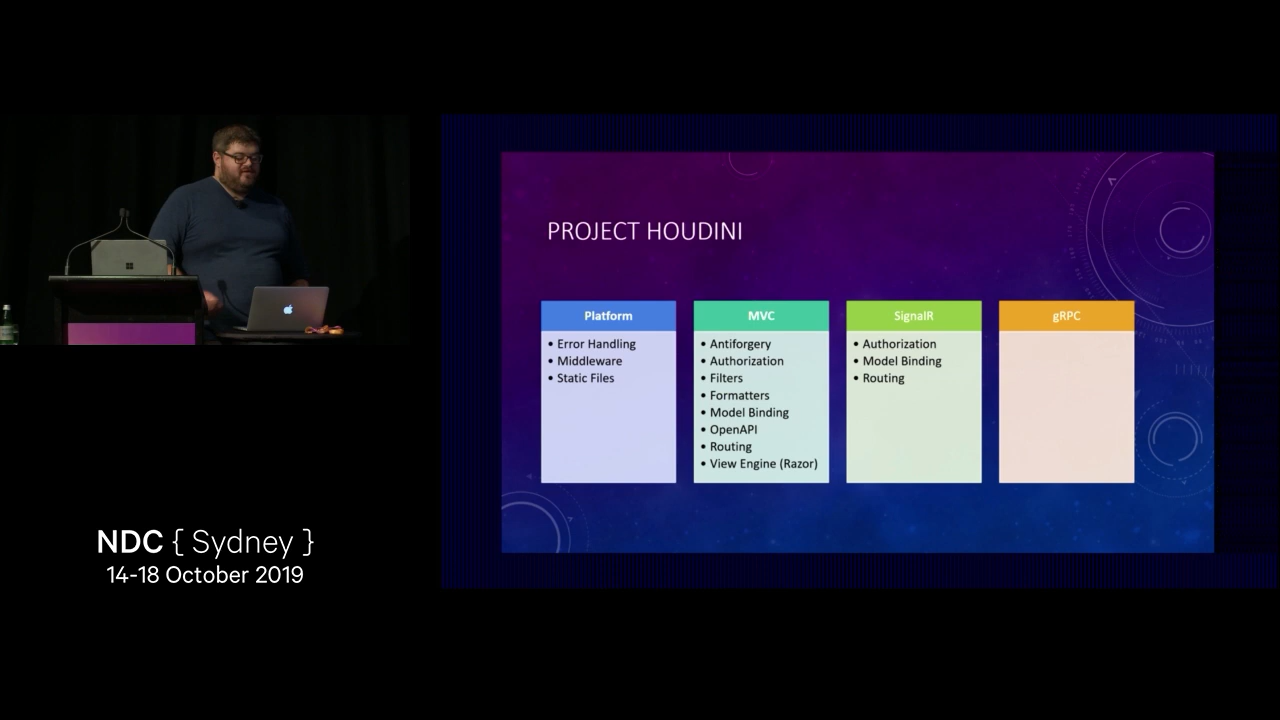 PROJECT HOUDINI
Platform
• Error Handling
• Middleware
• Static Files
MVC
• Antiforgery
• Authorization
• Filters
• Formatters
• Model Binding
• OpenAPI
• Routing
• View Engine (Razor)
SignalR
• Authorization
• Model Binding
• Routing
gRPC
NDC { Sydney }
14-18 October 2019